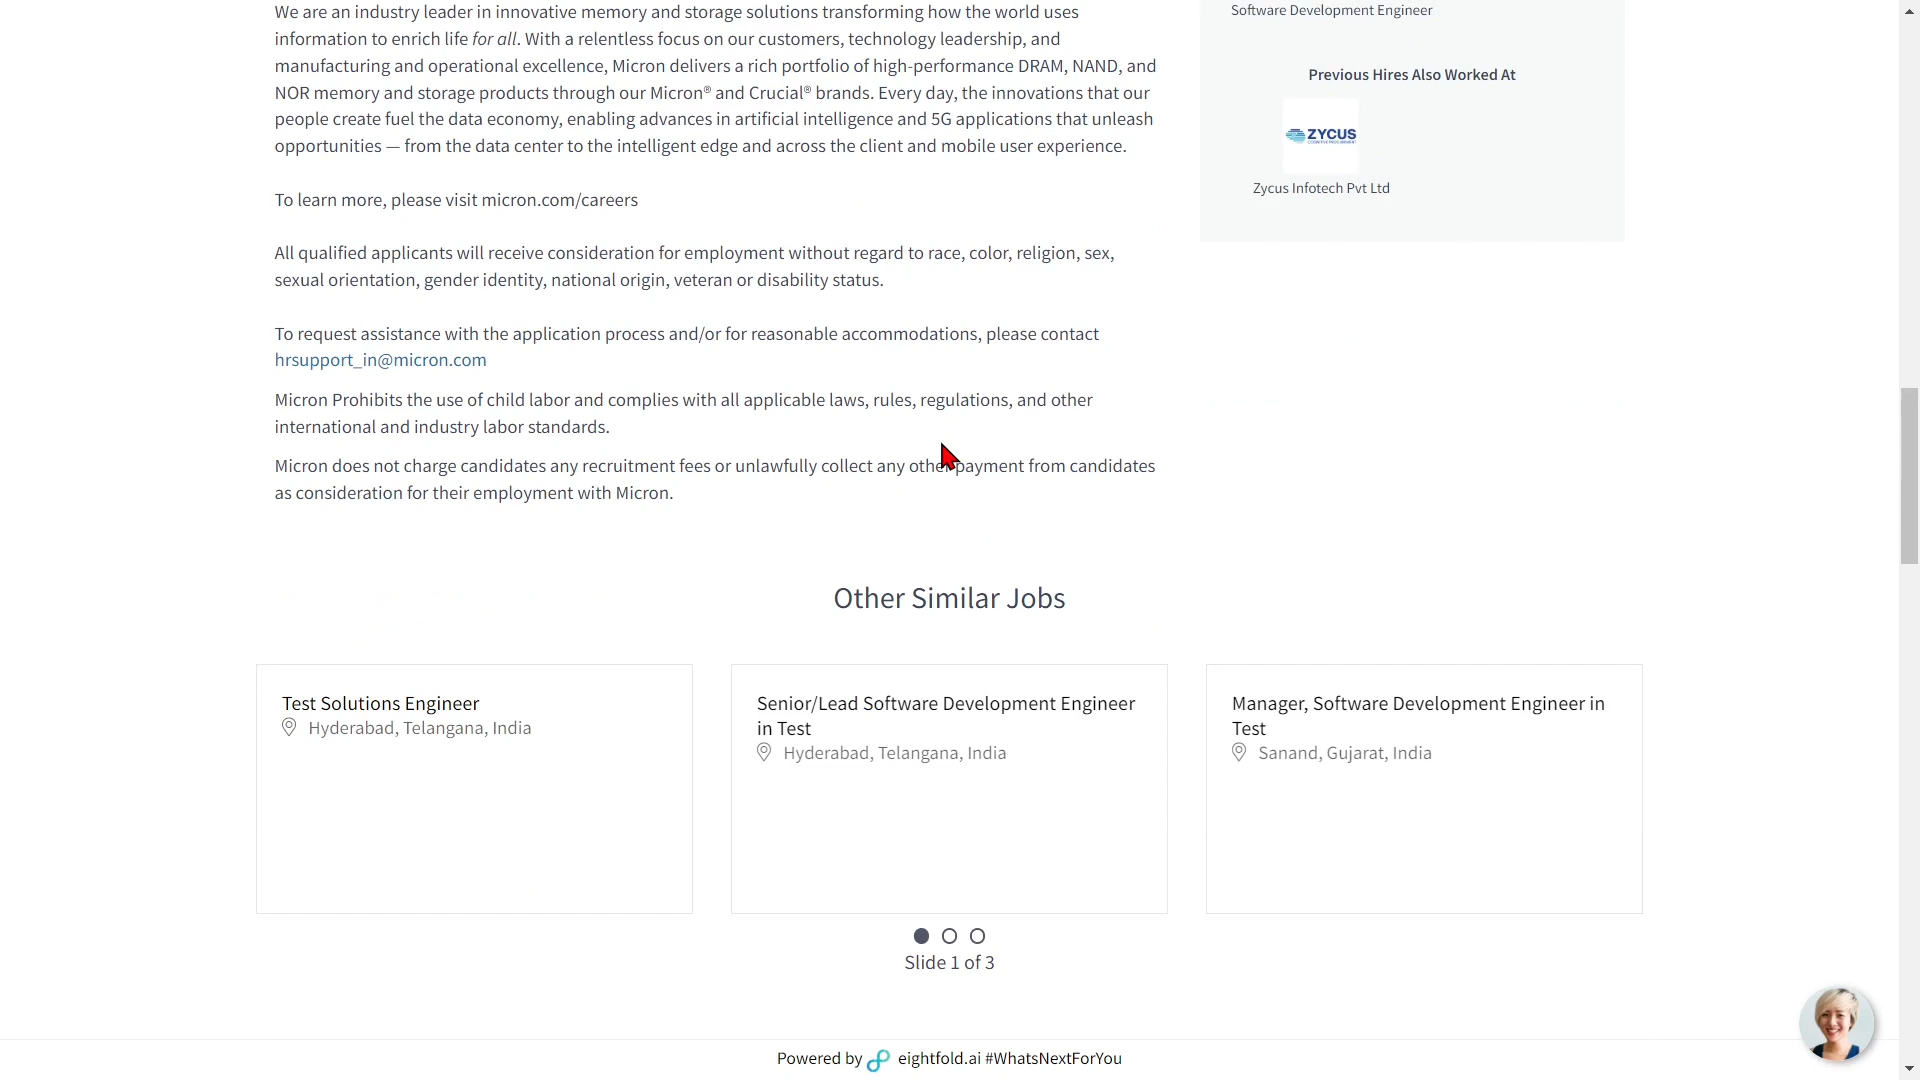 We are an industry leader in innovative memory and storage solutions transforming how the world uses
information to enrich life for all. With a relentless focus on our customers, technology leadership, and
manufacturing and operational excellence, Micron delivers a rich portfolio of high-performance DRAM, NAND, and
NOR memory and storage products through our Micron® and Crucial® brands. Every day, the innovations that our
people create fuel the data economy, enabling advances in artificial intelligence and 5G applications that unleash
opportunities — from the data center to the intelligent edge and across the client and mobile user experience.
To learn more, please visit micron.com/careers
All qualified applicants will receive consideration for employment without regard to race, color, religion, sex,
sexual orientation, gender identity, national origin, veteran or disability status.
To request assistance with the application process and/or for reasonable accommodations, please contact
hrsupport_in@micron.com
Micron Prohibits the use of child labor and complies with all applicable laws, rules, regulations, and other
international and industry labor standards.
Micron does not charge candidates any recruitment fees or unlawfully collect any other payment from candidates
as consideration for their employment with Micron.
Software Development Engineer
Previous Hires Also Worked At
ZYCUS
COGNITIVE PROCUREMENT
Zycus Infotech Pvt Ltd
Other Similar Jobs
Test Solutions Engineer
Hyderabad, Telangana, India
Senior/Lead Software Development Engineer
in Test
Hyderabad, Telangana, India
Manager, Software Development Engineer in
Test
Sanand, Gujarat, India
Slide 1 of 3
Powered by eightfold.ai #WhatsNextForYou